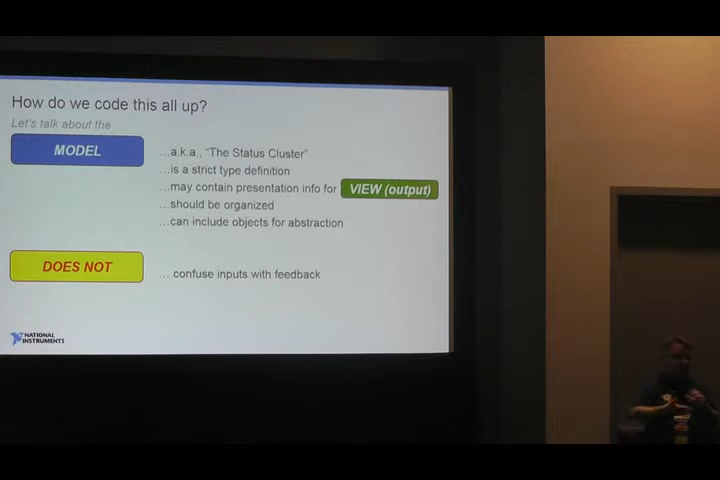 How do we code this all up?
Let's talk about the ...
MODEL
...a.k.a., "The Status Cluster"
...is a strict type definition
...may contain presentation info for VIEW (output)
...should be organized
...can include objects for abstraction
DOES NOT
... confuse inputs with feedback
NATIONAL
INSTRUMENTS